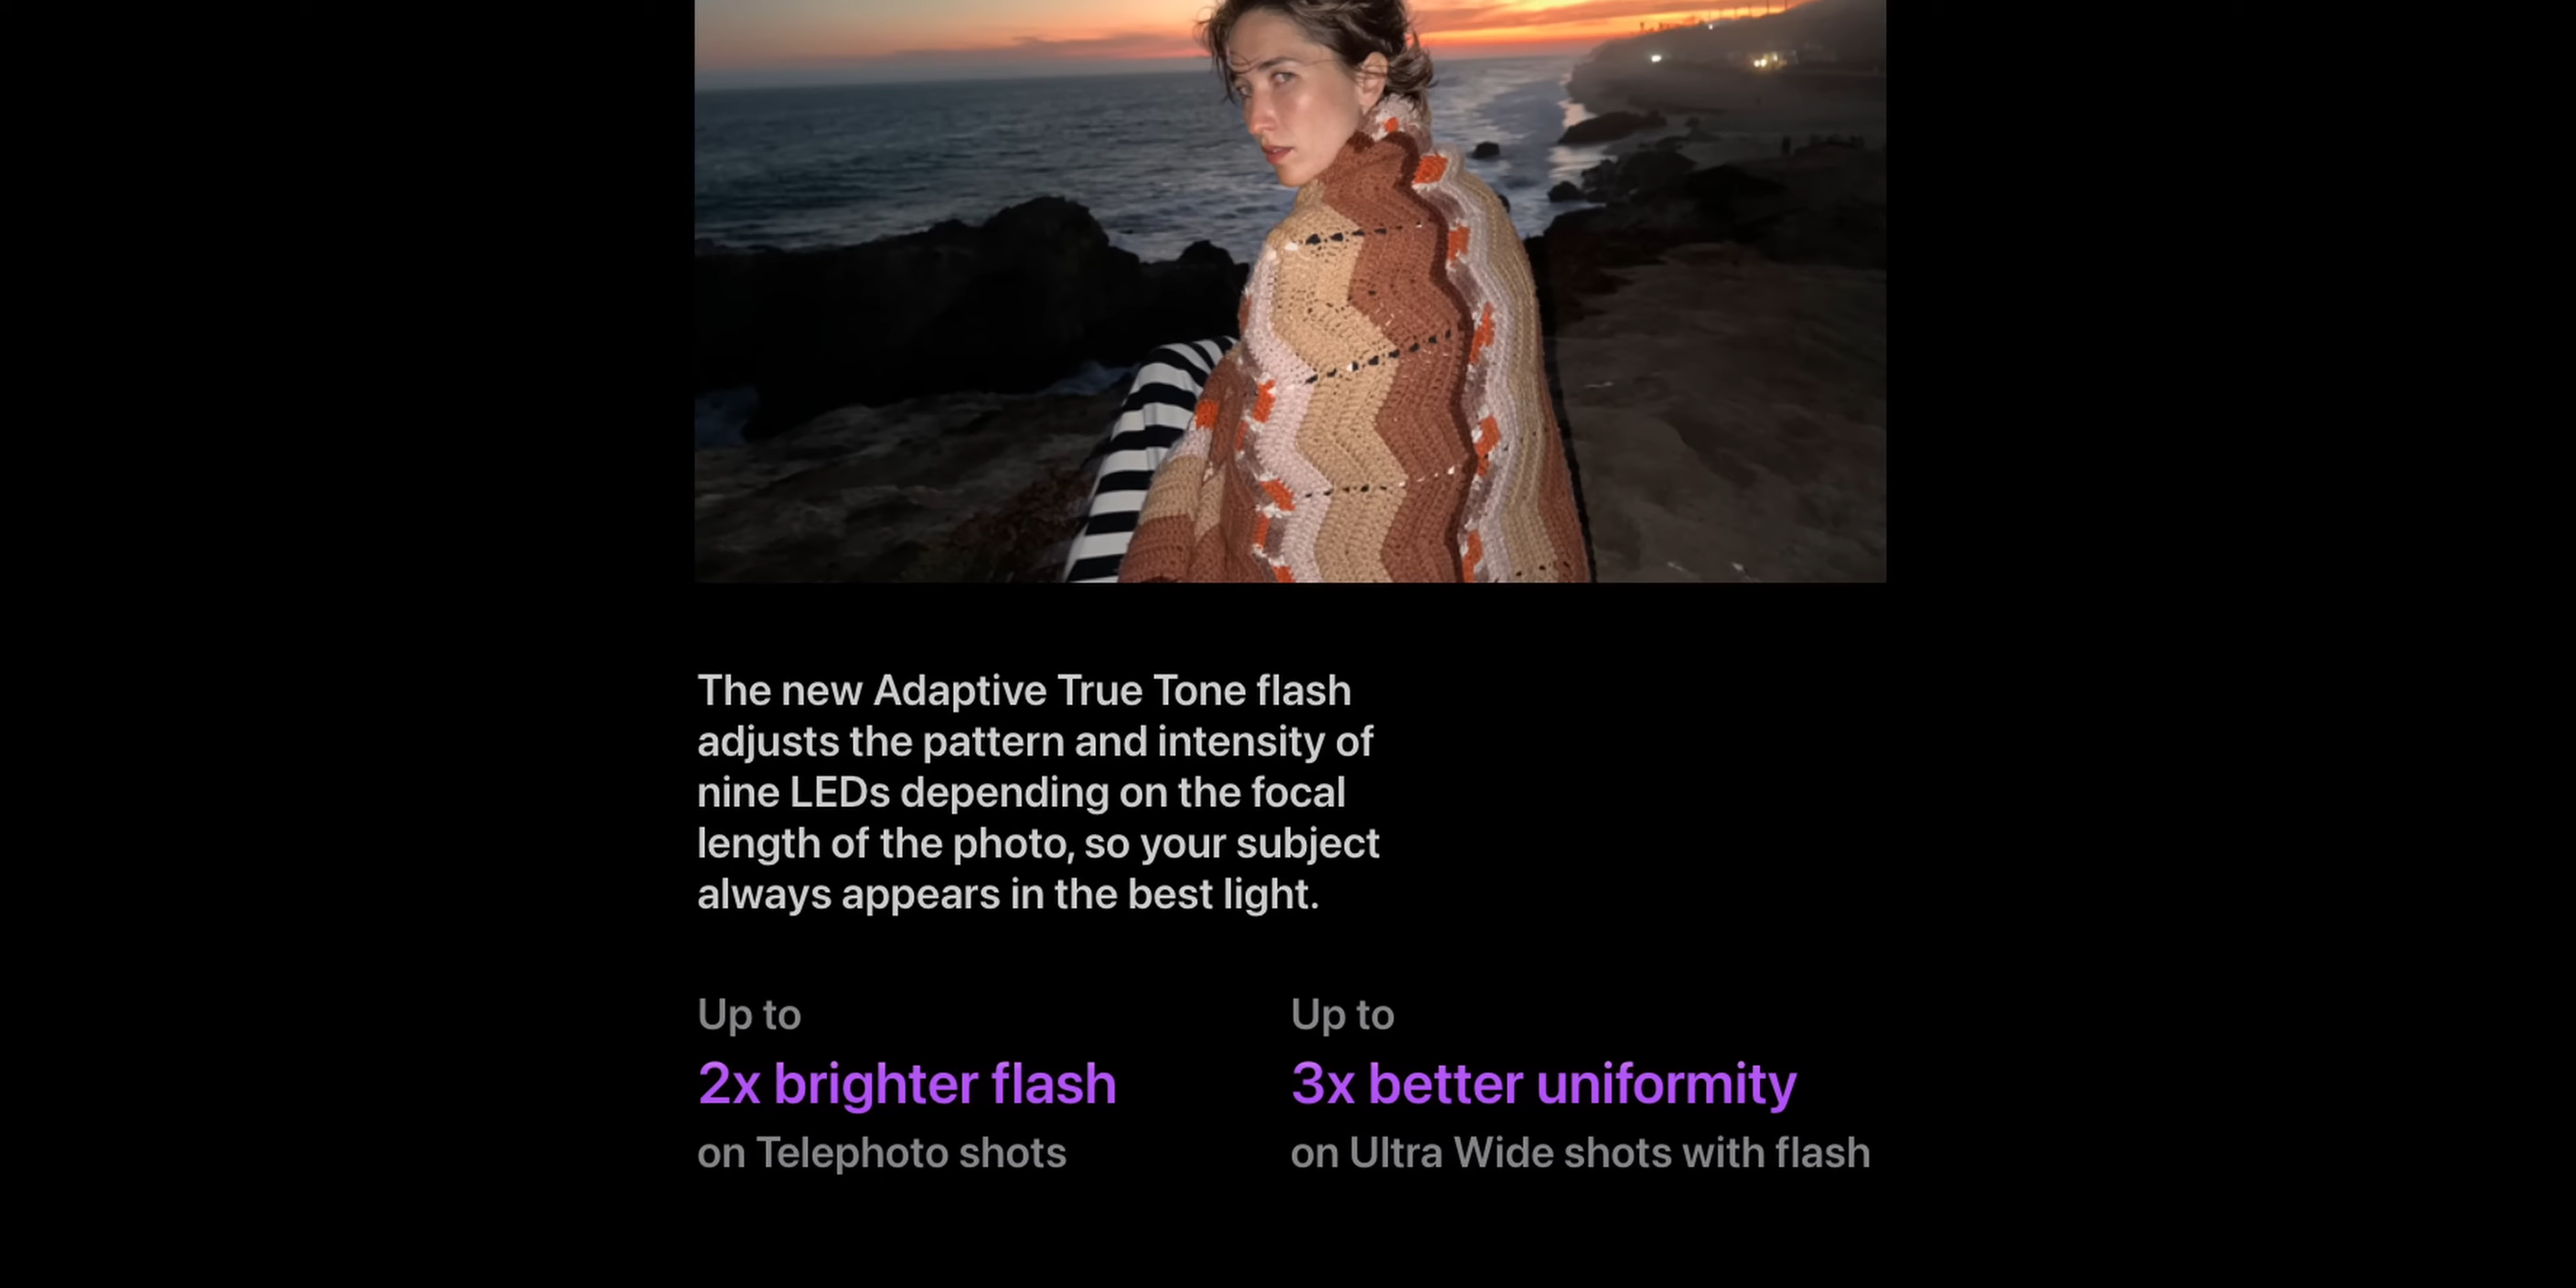 The new Adaptive True Tone flash
adjusts the pattern and intensity of
nine LEDs depending on the focal
length of the photo, so your subject
always appears in the best light.
Up to
2x brighter flash
on Telephoto shots
Up to
3x better uniformity
on Ultra Wide shots with flash